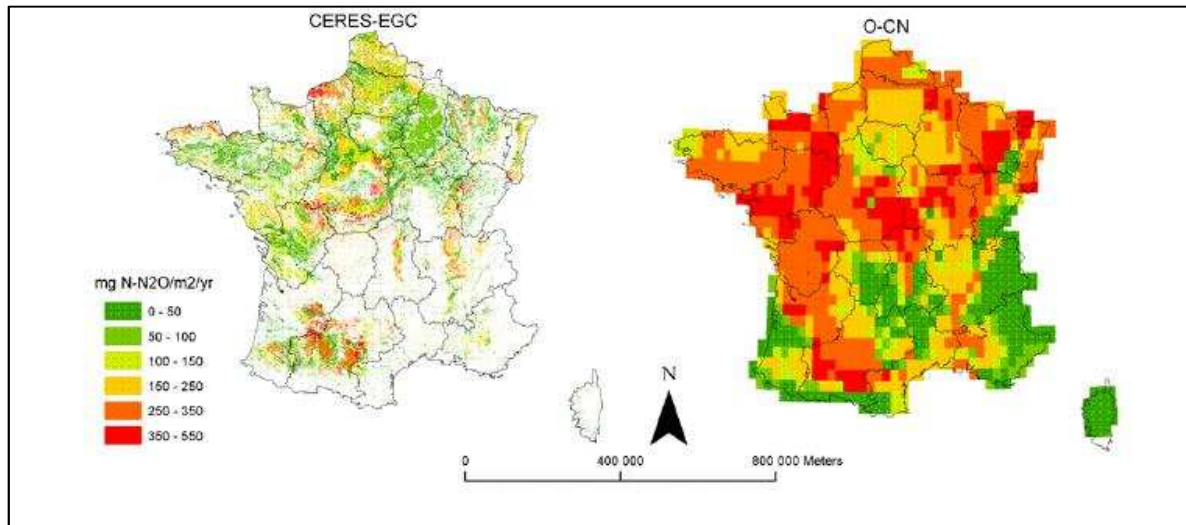 CERES-EGC
O-CN
mg N-N2O/m2/yr
0 - 50
50 - 100
100 - 150
150 - 250
250 - 350
350 - 550
N
0 400 000 800 000 Meters